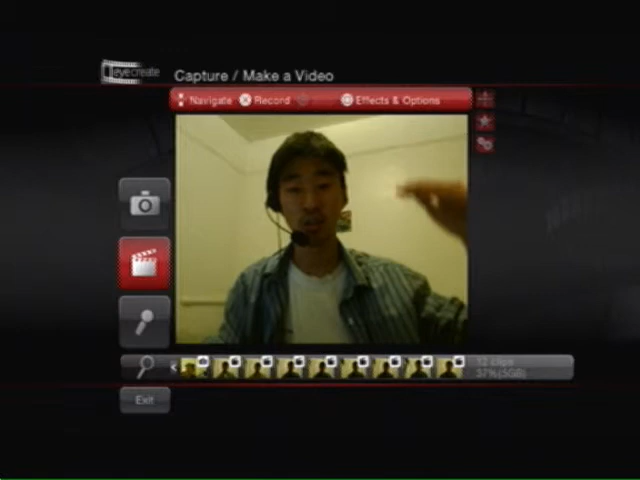 eyecreate
Capture / Make a Video
Navigate Record Effects & Options
12 clips
37%(5GB)
Exit